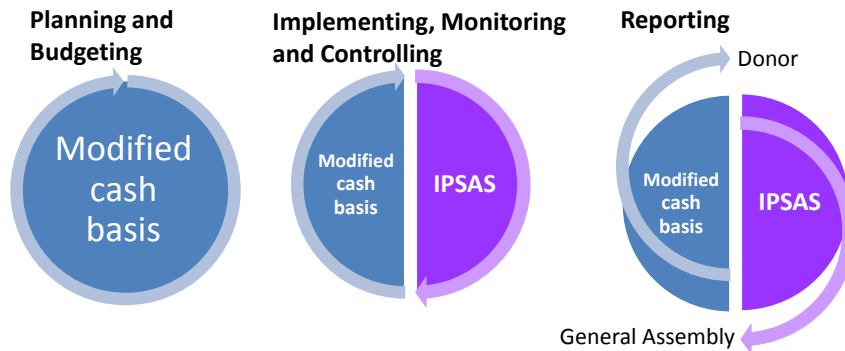 Planning and
Budgeting
Modified
cash
basis
Implementing, Monitoring
and Controlling
Modified
cash
basis
IPSAS
Reporting
Donor
Modified
cash
basis
IPSAS
General Assembly